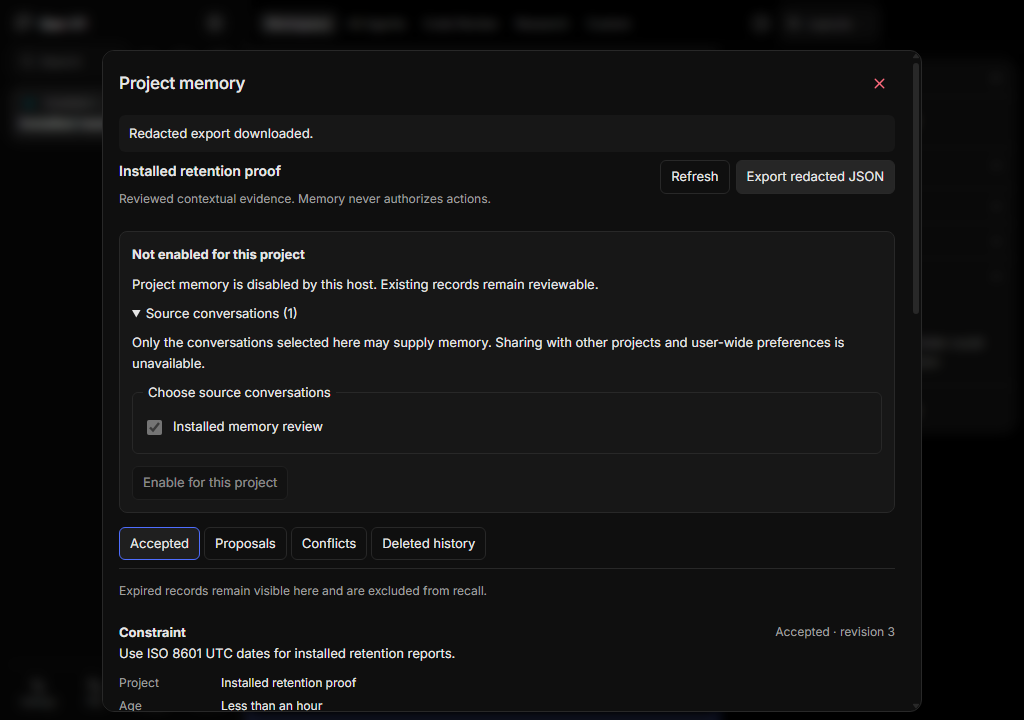 Project memory
Redacted export downloaded.
Installed retention proof
Refresh
Export redacted JSON
Reviewed contextual evidence. Memory never authorizes actions.
Not enabled for this project
Project memory is disabled by this host. Existing records remain reviewable.
Source conversations (1)
Only the conversations selected here may supply memory. Sharing with other projects and user-wide preferences is
unavailable.
Choose source conversations
Installed memory review
Enable for this project
Accepted
Proposals
Conflicts
Deleted history
Expired records remain visible here and are excluded from recall.
Constraint
Accepted · revision 3
Use ISO 8601 UTC dates for installed retention reports.
Project
Installed retention proof
Age
Less than an hour